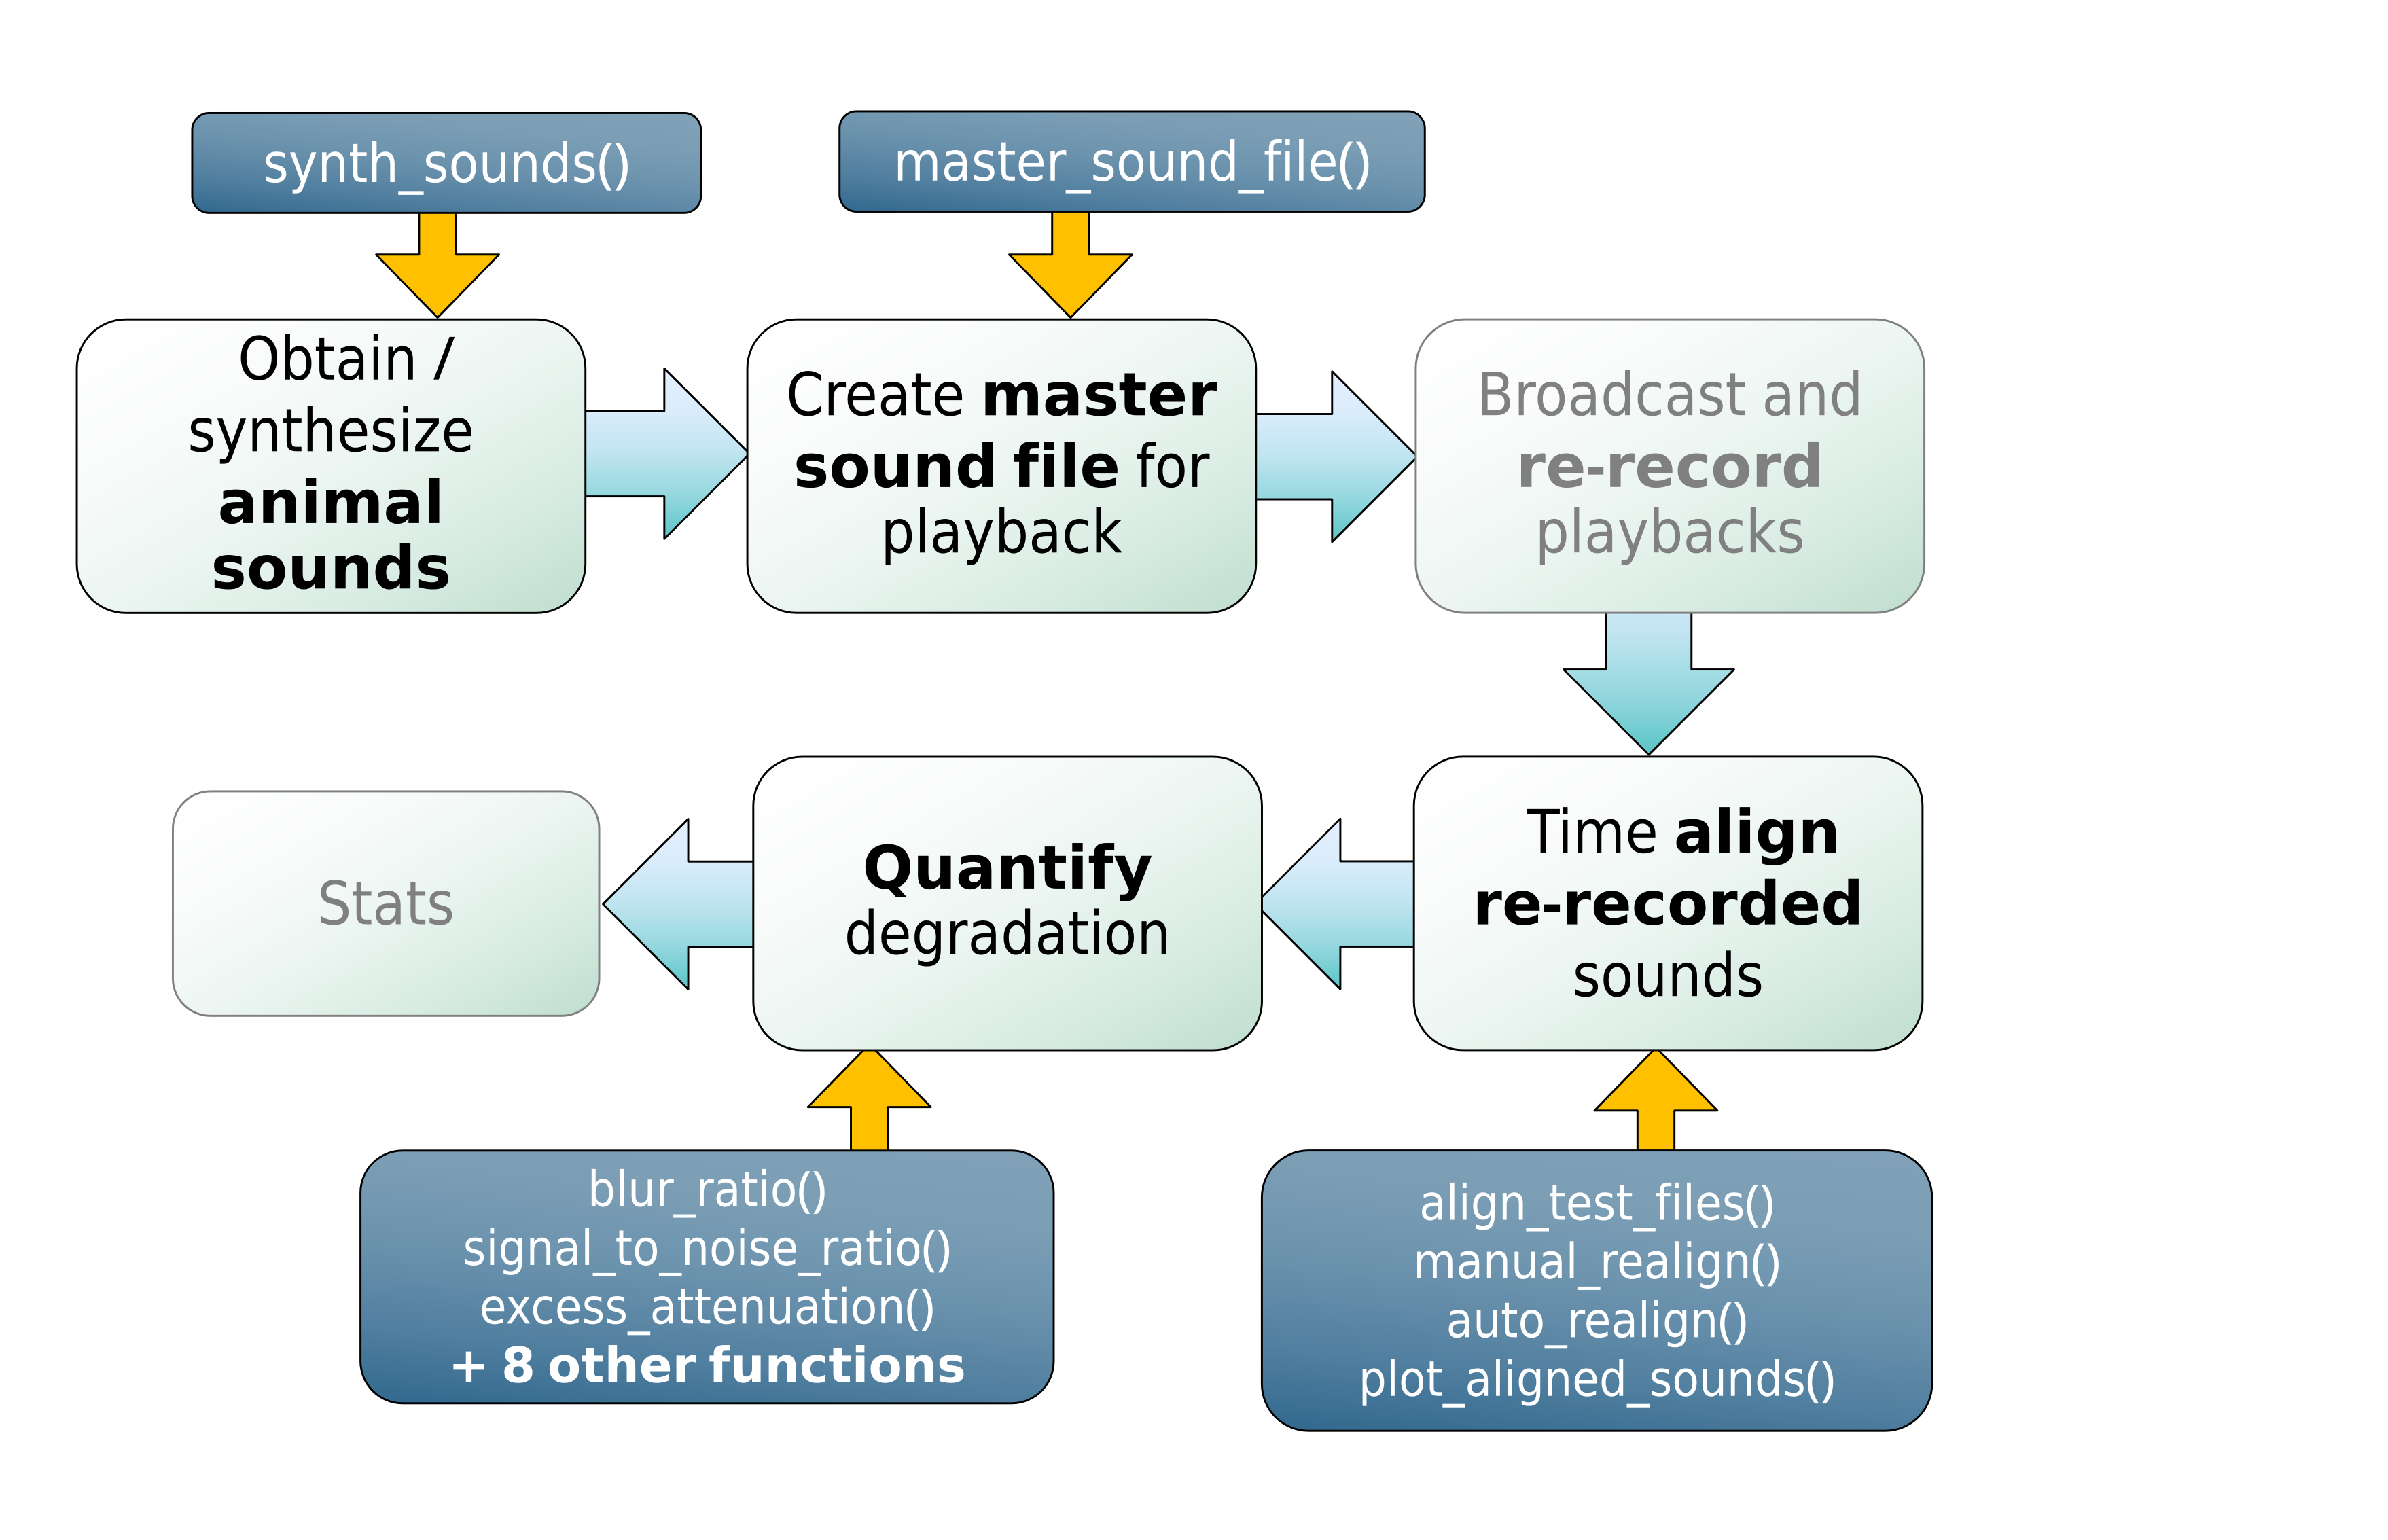 synth_sounds()
master_sound_file()
Obtain /
synthesize
animal
sounds
Create master
sound file for
playback
Broadcast and
re-record
playbacks
Stats
Quantify
degradation
Time align
re-recorded
sounds
blur_ratio()
signal_to_noise_ratio()
excess_attenuation()
+ 8 other functions
align_test_files()
manual_realign()
auto_realign()
plot_aligned_sounds()